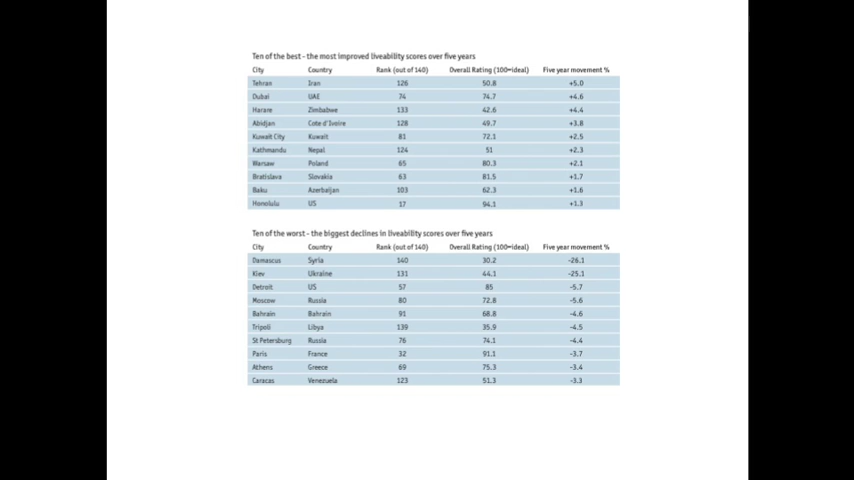 Ten of the best - the most improved liveability scores over five years
City Country Rank (out of 140) Overall Rating (100=ideal) Five year movement %
Tehran Iran 126 50.8 +5.0
Dubai UAE 74 74.7 +4.6
Harare Zimbabwe 133 42.6 +4.4
Abidjan Cote d'Ivoire 128 49.7 +3.8
Kuwait City Kuwait 81 72.1 +2.5
Kathmandu Nepal 124 51 +2.3
Warsaw Poland 65 80.3 +2.1
Bratislava Slovakia 63 81.5 +1.7
Baku Azerbaijan 103 62.3 +1.6
Honolulu US 17 94.1 +1.3
Ten of the worst - the biggest declines in liveability scores over five years
City Country Rank (out of 140) Overall Rating (100=ideal) Five year movement %
Damascus Syria 140 30.2 -26.1
Kiev Ukraine 131 44.1 -25.1
Detroit US 57 85 -5.7
Moscow Russia 80 72.8 -5.6
Bahrain Bahrain 91 68.8 -4.6
Tripoli Libya 139 35.9 -4.5
St Petersburg Russia 76 74.1 -4.4
Paris France 32 91.1 -3.7
Athens Greece 69 75.3 -3.4
Caracas Venezuela 123 51.3 -3.3